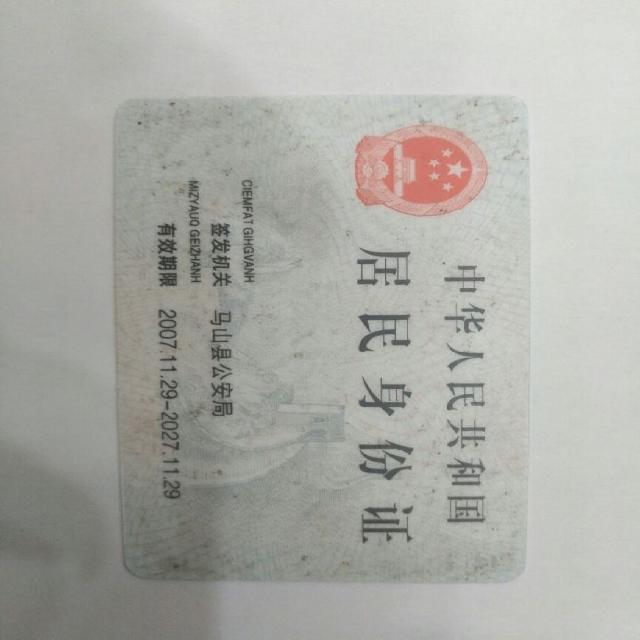 中华人民共和国
居民身份证
CIEMFAT GIHGVANH
签发机关 马山县公安局
MIZYAUQ GEIZHANH
有效期限 2007.11.29-2027.11.29